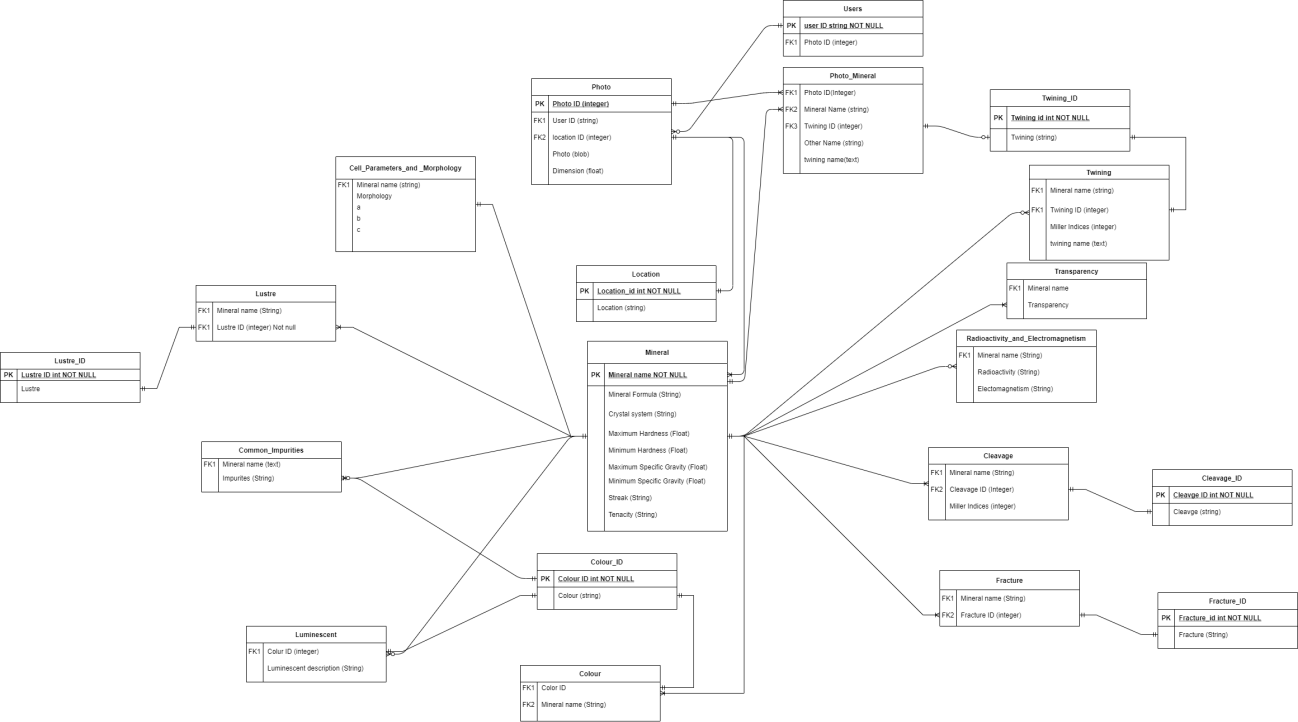 Users
PK user ID string NOT NULL
FK1 Photo ID (integer)
Photo_Mineral
FK1 Photo ID(Integer)
FK2 Mineral Name (string)
FK3 Twining ID (integer)
Other Name (string)
twining name(text)
Photo
PK Photo ID (integer)
FK1 User ID (string)
FK2 location ID (integer)
Photo (blob)
Dimension (float)
Twining_ID
PK Twining id int NOT NULL
Twining (string)
Cell_Parameters_and _Morphology
FK1 Mineral name (string)
Morphology
a
b
c
Twining
FK1 Mineral name (string)
FK1 Twining ID (integer)
Miller Indices (integer)
twining name (text)
Location
PK Location_id int NOT NULL
Location (string)
Transparency
FK1 Mineral name
Transparency
Lustre
FK1 Mineral name (String)
FK1 Lustre ID (integer) Not null
Radioactivity_and_Electromagnetism
FK1 Mineral name (String)
Radioactivity (String)
Electomagnetism (String)
Lustre_ID
PK Lustre ID int NOT NULL
Lustre
Mineral
PK Mineral name NOT NULL
Mineral Formula (String)
Crystal system (String)
Maximum Hardness (Float)
Minimum Hardness (Float)
Maximum Specific Gravity (Float)
Minimum Specific Gravity (Float)
Streak (String)
Tenacity (String)
Common_Impurities
FK1 Mineral name (text)
Impurites (String)
Cleavage
FK1 Mineral name (String)
FK2 Cleavage ID (Integer)
Miller Indices (integer)
Cleavage_ID
PK Cleavge ID int NOT NULL
Cleavge (string)
Colour_ID
PK Colour ID int NOT NULL
Colour (string)
Fracture
FK1 Mineral name (String)
FK2 Fracture ID (integer)
Fracture_ID
PK Fracture_id int NOT NULL
Fracture (String)
Luminescent
FK1 Colur ID (integer)
Luminescent description (String)
Colour
FK1 Color ID
FK2 Mineral name (String)